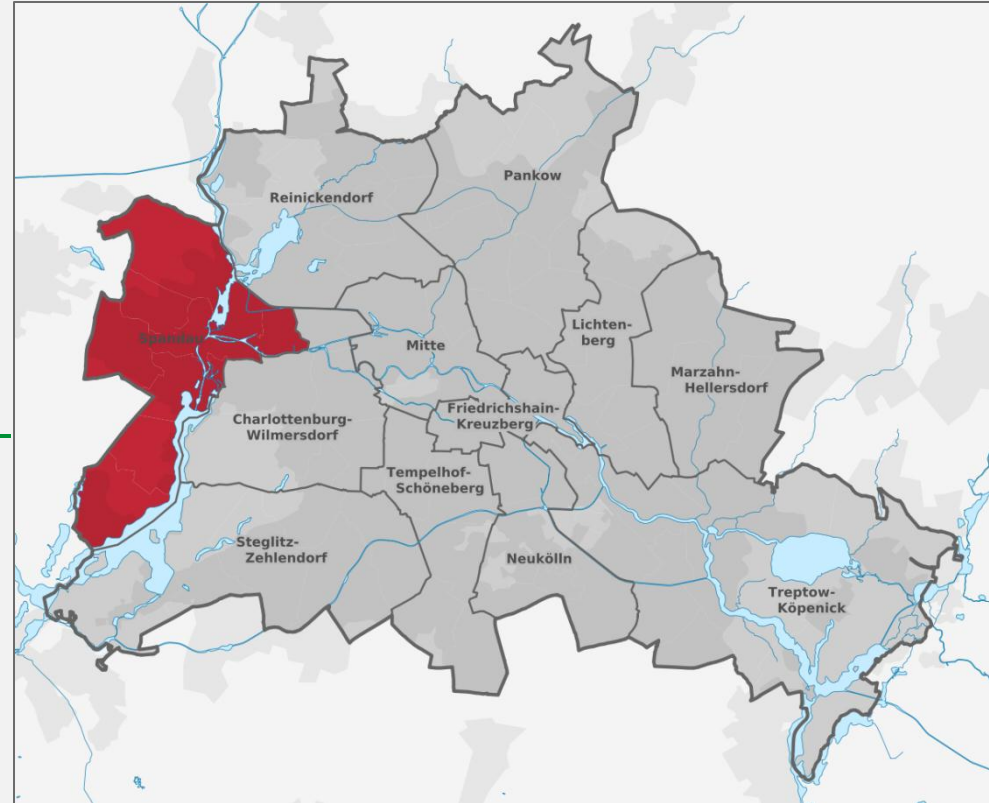 Pankow
Reinickendorf
Lichten-
berg
Spandau
Mitte
Marzahn-
Hellersdorf
Friedrichshain-
Kreuzberg
Charlottenburg-
Wilmersdorf
Tempelhof-
Schöneberg
Steglitz-
Zehlendorf
Neukölln
Treptow-
Köpenick